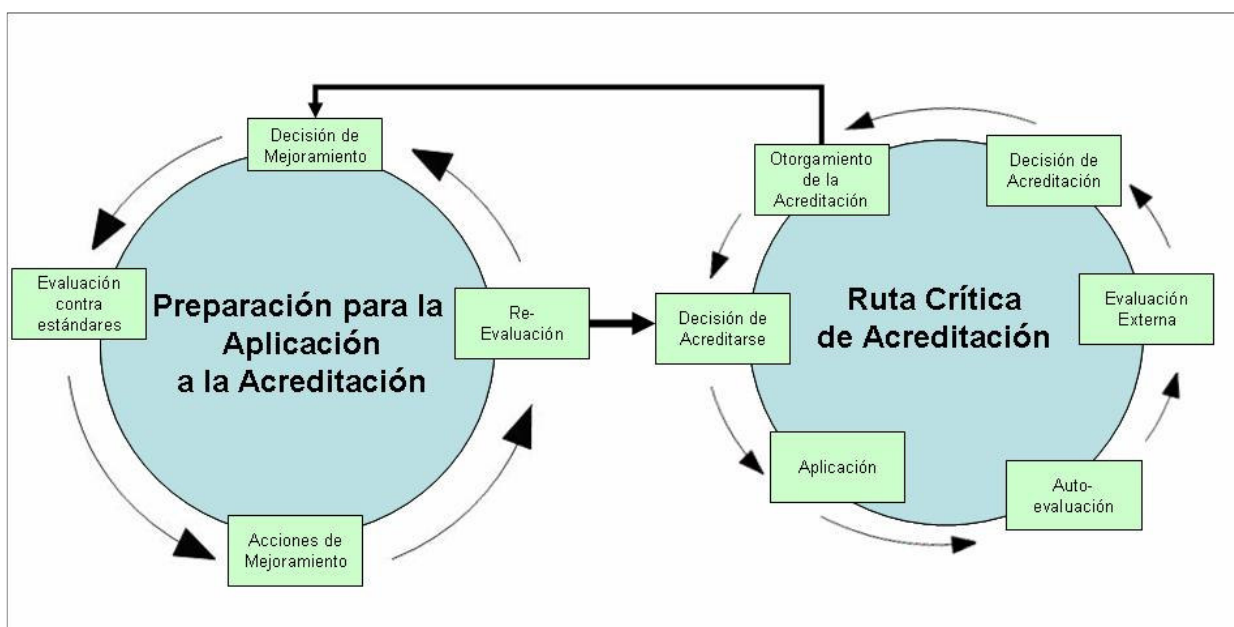 Decisión de
Mejoramiento
Evaluación
contra
estándares
Preparación para la
Aplicación
a la Acreditación
Re-
Evaluación
Acciones de
Mejoramiento
Otorgamiento
de la
Acreditación
Decisión de
Acreditación
Decisión de
Acreditarse
Ruta Crítica
de Acreditación
Evaluación
Externa
Aplicación
Auto-
evaluación